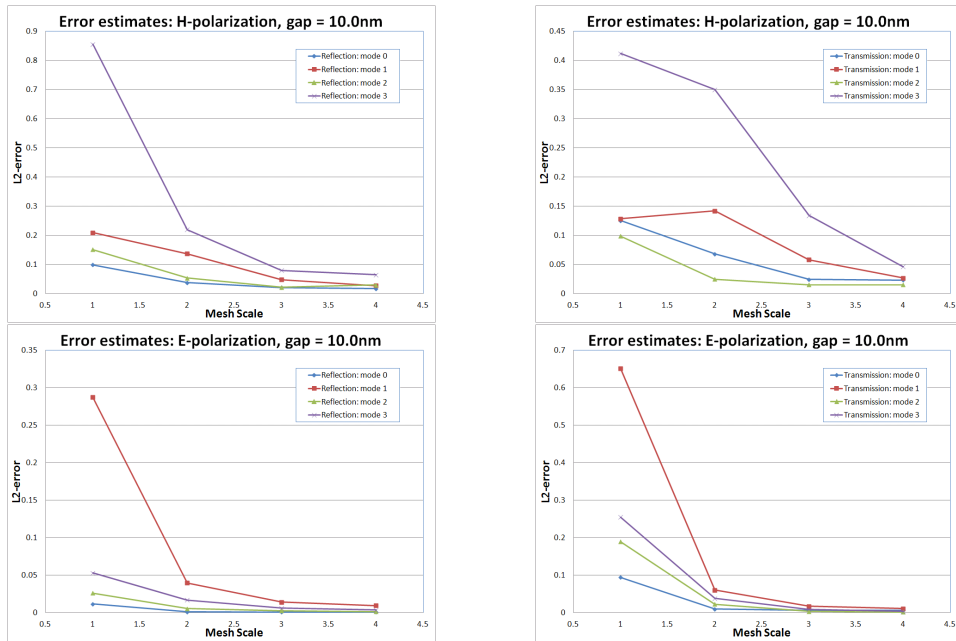 Error estimates: H-polarization, gap = 10.0nm
0.9
0.8
0.7
0.6
0.5
0.4
0.3
0.2
0.1
0
L2-error
Reflection: mode 0
Reflection: mode 1
Reflection: mode 2
Reflection: mode 3
0.5 1 1.5 2 2.5 3 3.5 4 4.5
Mesh Scale
Error estimates: H-polarization, gap = 10.0nm
0.45
0.4
0.35
0.3
0.25
0.2
0.15
0.1
0.05
0
L2-error
Transmission: mode 0
Transmission: mode 1
Transmission: mode 2
Transmission: mode 3
0.5 1 1.5 2 2.5 3 3.5 4 4.5
Mesh Scale
Error estimates: E-polarization, gap = 10.0nm
0.35
0.3
0.25
0.2
0.15
0.1
0.05
0
L2-error
Reflection: mode 0
Reflection: mode 1
Reflection: mode 2
Reflection: mode 3
0.5 1 1.5 2 2.5 3 3.5 4 4.5
Mesh Scale
Error estimates: E-polarization, gap = 10.0nm
0.7
0.6
0.5
0.4
0.3
0.2
0.1
0
L2-error
Transmission: mode 0
Transmission: mode 1
Transmission: mode 2
Transmission: mode 3
0.5 1 1.5 2 2.5 3 3.5 4 4.5
Mesh Scale